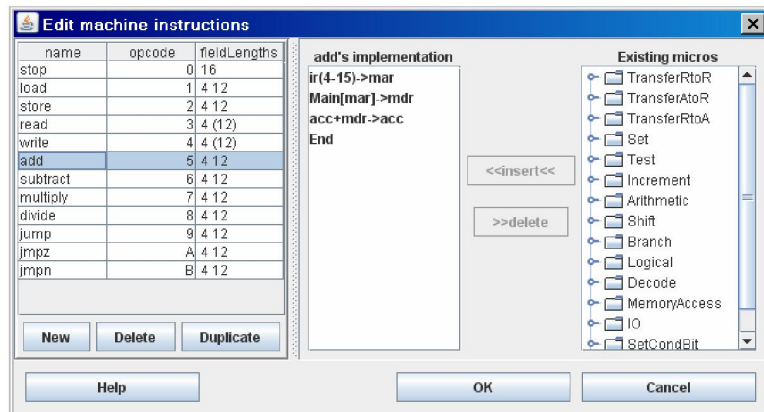 Edit machine instructions
name opcode fieldLengths
stop 0 16
load 1 4 12
store 2 4 12
read 3 4 (12)
write 4 4 (12)
add 5 4 12
subtract 6 4 12
multiply 7 4 12
divide 8 4 12
jump 9 4 12
jmpz A 4 12
jmpn B 4 12
New Delete Duplicate
add's implementation
ir(4-15)->mar
Main[mar]->mdr
acc+mdr->acc
End
<<insert<<
>>delete
Existing micros
TransferRtoR
TransferAtoR
TransferRtoA
Set
Test
Increment
Arithmetic
Shift
Branch
Logical
Decode
MemoryAccess
IO
SetCondBit
Help OK Cancel